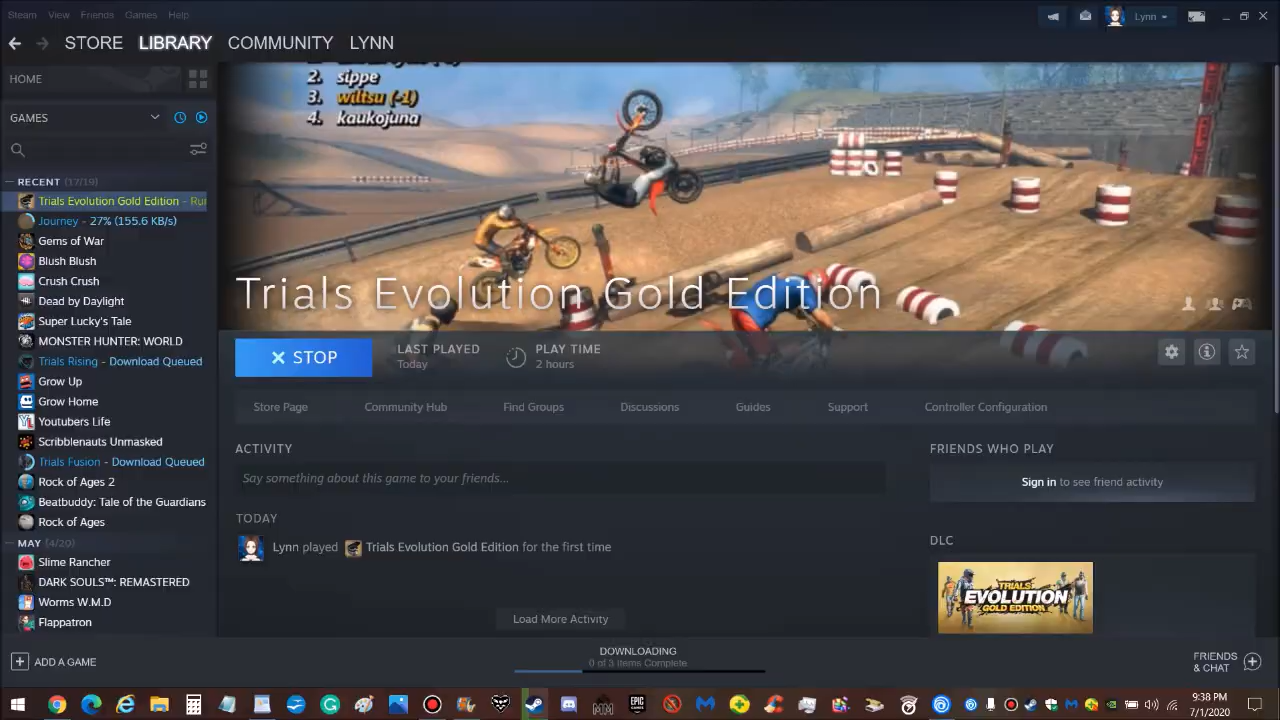 Steam View Friends Games Help
Lynn
STORE LIBRARY COMMUNITY LYNN
HOME
GAMES
RECENT (17/19)
Trials Evolution Gold Edition - Run
Journey - 27% (155.6 KB/s)
Gems of War
Blush Blush
Crush Crush
Dead by Daylight
Super Lucky's Tale
MONSTER HUNTER: WORLD
Trials Rising - Download Queued
Grow Up
Grow Home
Youtubers Life
Scribblenauts Unmasked
Trials Fusion - Download Queued
Rock of Ages 2
Beatbuddy: Tale of the Guardians
Rock of Ages
MAY (4/20)
Slime Rancher
DARK SOULS™: REMASTERED
Worms W.M.D
Flappatron
ADD A GAME
2. sippe
3. wiltsu (-1)
4. kaukojuna
Trials Evolution Gold Edition
STOP
LAST PLAYED
Today
PLAY TIME
2 hours
Store Page Community Hub Find Groups Discussions Guides Support Controller Configuration
ACTIVITY
Say something about this game to your friends...
TODAY
Lynn played Trials Evolution Gold Edition for the first time
Load More Activity
FRIENDS WHO PLAY
Sign in to see friend activity
DLC
TRIALS
EVOLUTION
GOLD EDITION
DOWNLOADING
0 of 3 Items Complete
FRIENDS
& CHAT
EPIC
GAMES
9:38 PM
7/1/2020